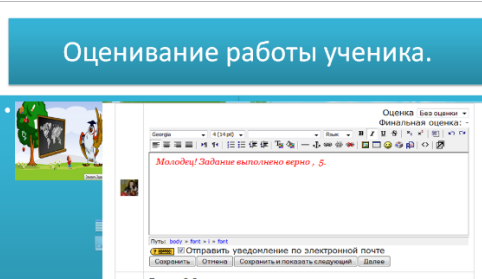 Оценивание работы ученика.
Оценка Без оценки
Финальная оценка: -
Georgia 4 (14 pt) Язык
Молодец! Задание выполнено верно , 5.
Путь: body » font » i » font
Отправить уведомление по электронной почте
Сохранить Отмена Сохранить и показать следующий Далее